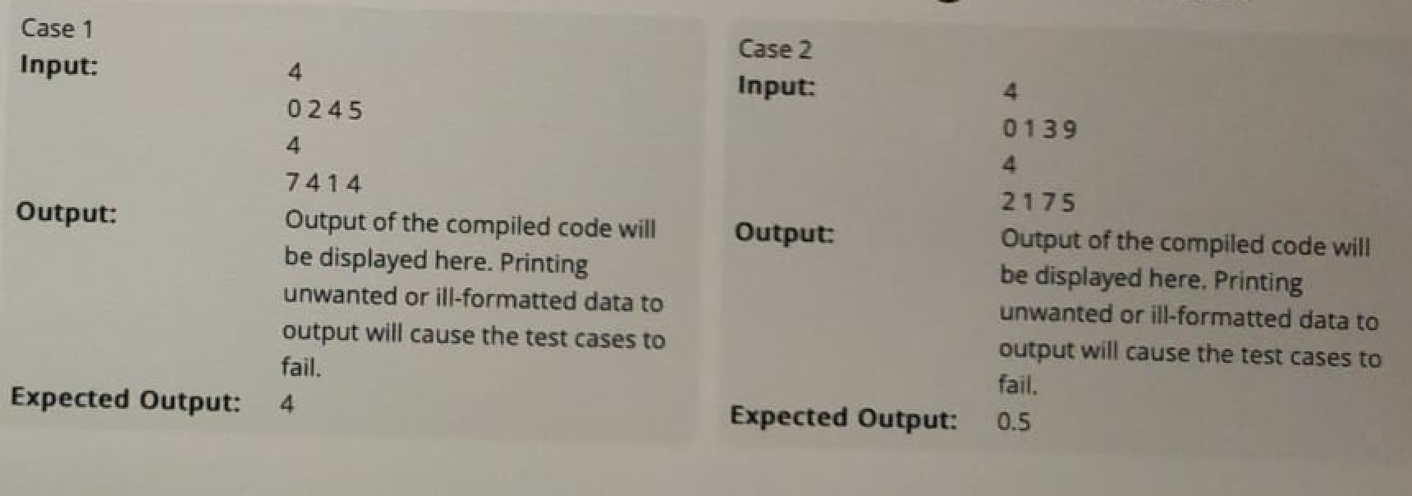 Case 1
Input:
4
0 2 4 5
4
7 4 1 4
Output:
Output of the compiled code will
be displayed here. Printing
unwanted or ill-formatted data to
output will cause the test cases to
fail.
Expected Output: 4
Case 2
Input:
4
0 1 3 9
4
2 1 7 5
Output:
Output of the compiled code will
be displayed here. Printing
unwanted or ill-formatted data to
output will cause the test cases to
fail.
Expected Output: 0.5